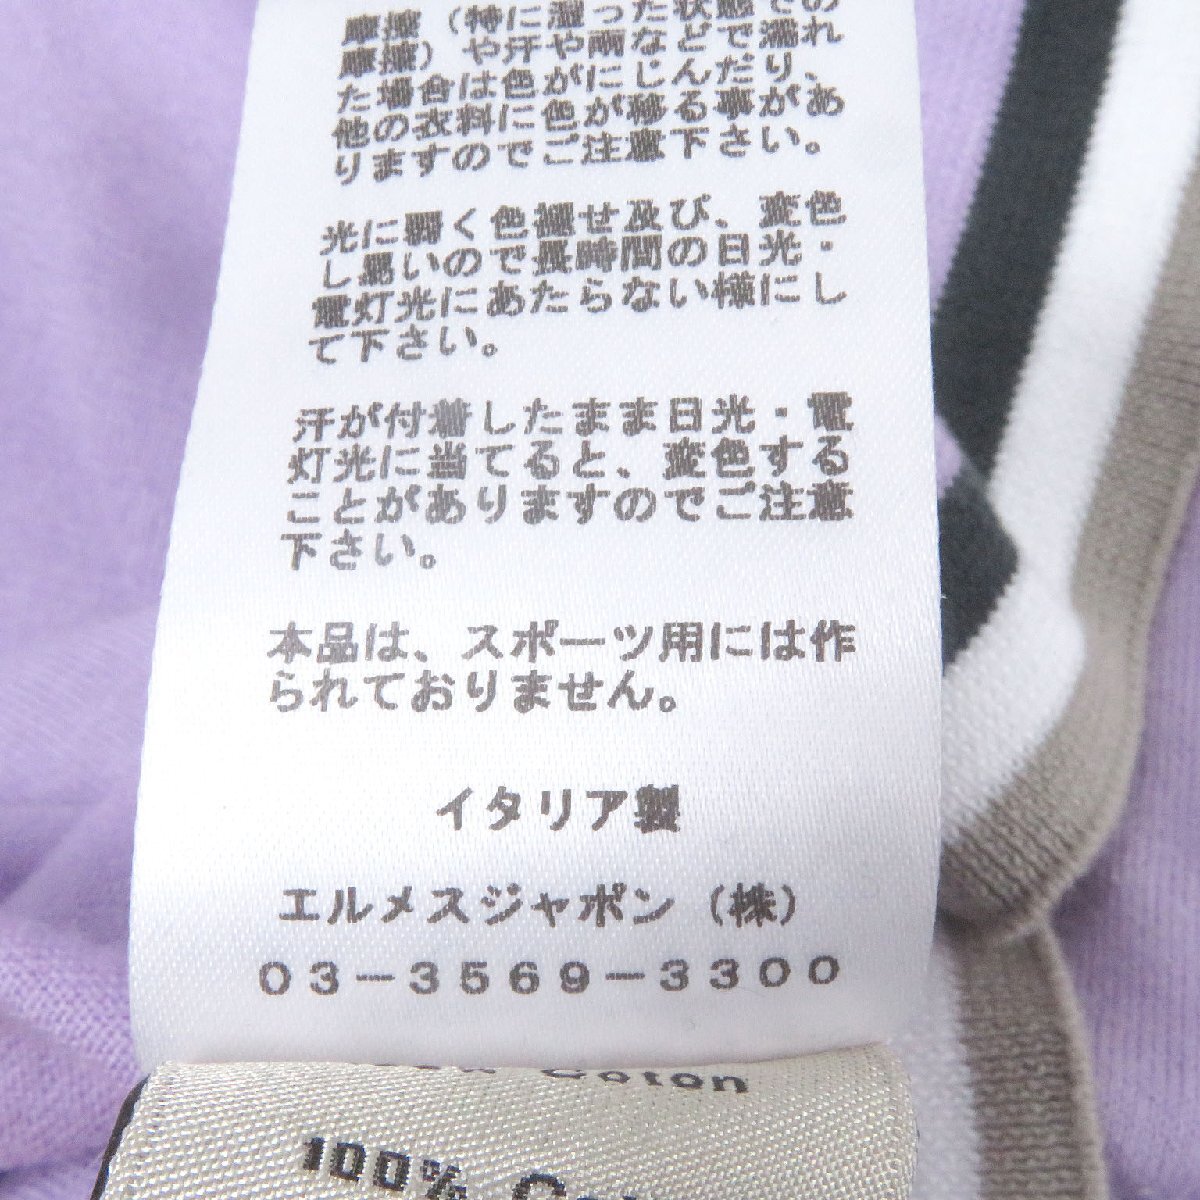 摩擦（特に湿った状態での
摩擦）や汗や雨などで濡れ
た場合は色がにじんだり、
他の衣料に色が移る事があ
りますのでご注意下さい。
光に弱く色褪せ及び、変色
し易いので長時間の日光・
電灯光にあたらない様にし
て下さい。
汗が付着したまま日光・電
灯光に当てると、変色する
ことがありますのでご注意
下さい。
本品は、スポーツ用には作
られておりません。
イタリア製
エルメスジャポン（株）
03-3569-3300
Coton
100%